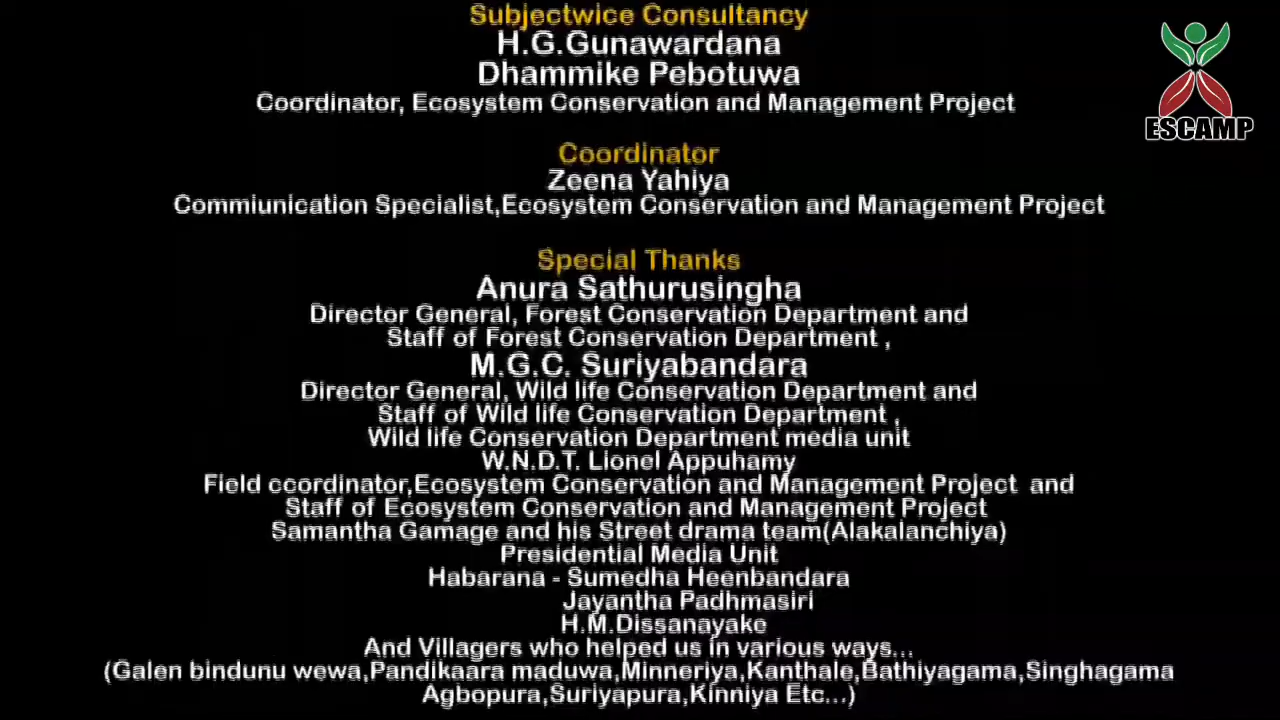 Subjectwice Consultancy
H.G.Gunawardana
Dhammike Pebotuwa
Coordinator, Ecosystem Conservation and Management Project
ESCAMP
Coordinator
Zeena Yahiya
Commiunication Specialist,Ecosystem Conservation and Management Project
Special Thanks
Anura Sathurusingha
Director General, Forest Conservation Department and
Staff of Forest Conservation Department ,
M.G.C. Suriyabandara
Director General, Wild life Conservation Department and
Staff of Wild life Conservation Department ,
Wild life Conservation Department media unit
W.N.D.T. Lionel Appuhamy
Field ccordinator,Ecosystem Conservation and Management Project and
Staff of Ecosystem Conservation and Management Project
Samantha Gamage and his Street drama team(Alakalanchiya)
Presidential Media Unit
Habarana - Sumedha Heenbandara
Jayantha Padhmasiri
H.M.Dissanayake
And Villagers who helped us in various ways...
(Galen bindunu wewa,Pandikaara maduwa,Minneriya,Kanthale,Bathiyagama,Singhagama
Agbopura,Suriyapura,Kinniya Etc...)